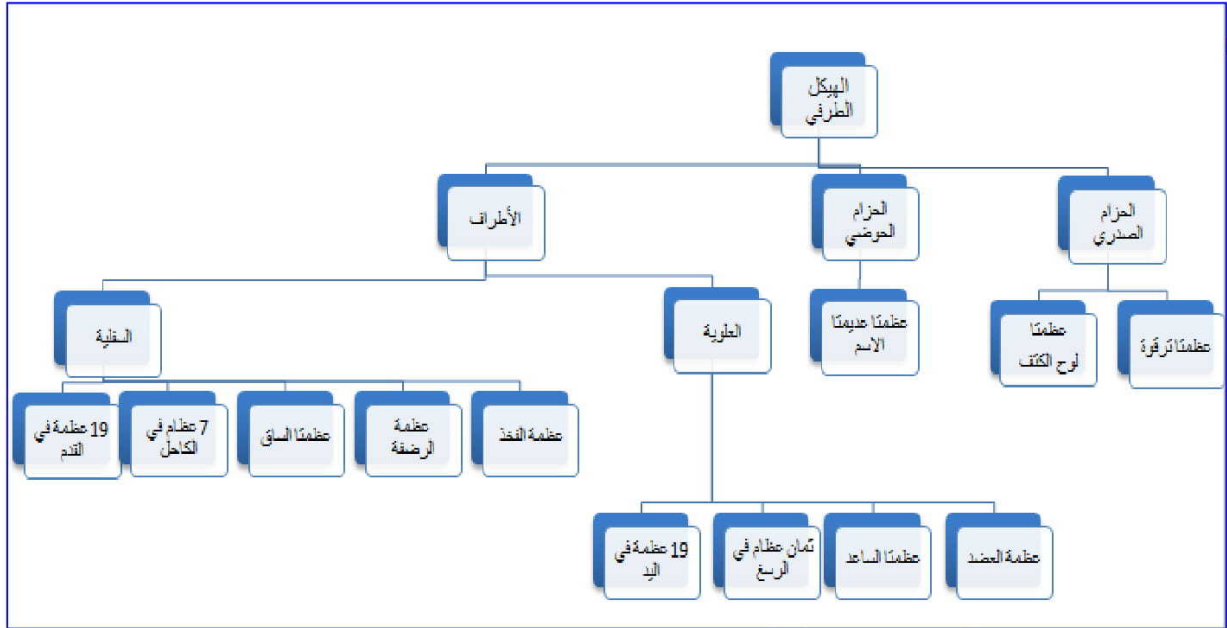 الهيكل
الطرفي
الحزام
الصدري
الحزام
الحوضي
الأطراف
عظمتا ترقوة
عظمتا
لوح الكتف
عظمتا عديمتا
الاسم
العلوية
السفلية
عظمة الفخذ
عظمة
الرضفة
عظمتا الساق
7 عظام في
الكاحل
19 عظمة في
القدم
عظمة العضد
عظمتا الساعد
ثمان عظام في
الرسغ
19 عظمة في
اليد